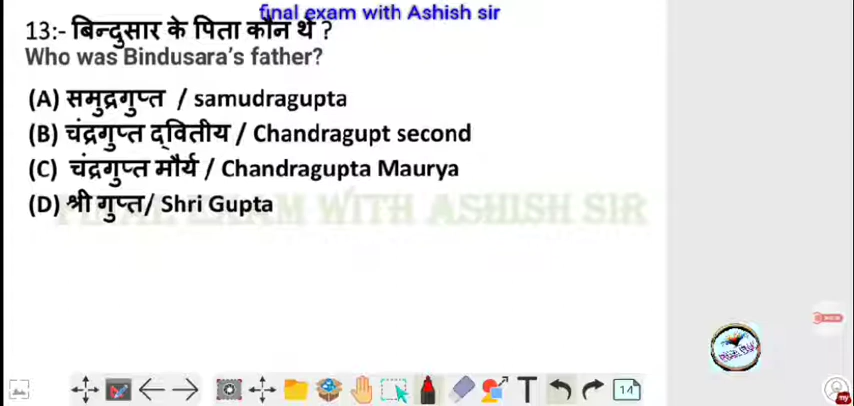 final exam with Ashish sir
13:- बिन्दुसार के पिता कौन थे ?
Who was Bindusara's father?
(A) समुद्रगुप्त / samudragupta
(B) चंद्रगुप्त द्वितीय / Chandragupt second
(C) चंद्रगुप्त मौर्य / Chandragupta Maurya
(D) श्री गुप्त/ Shri Gupta
FINAL EXAM WITH ASHISH SIR
T
14